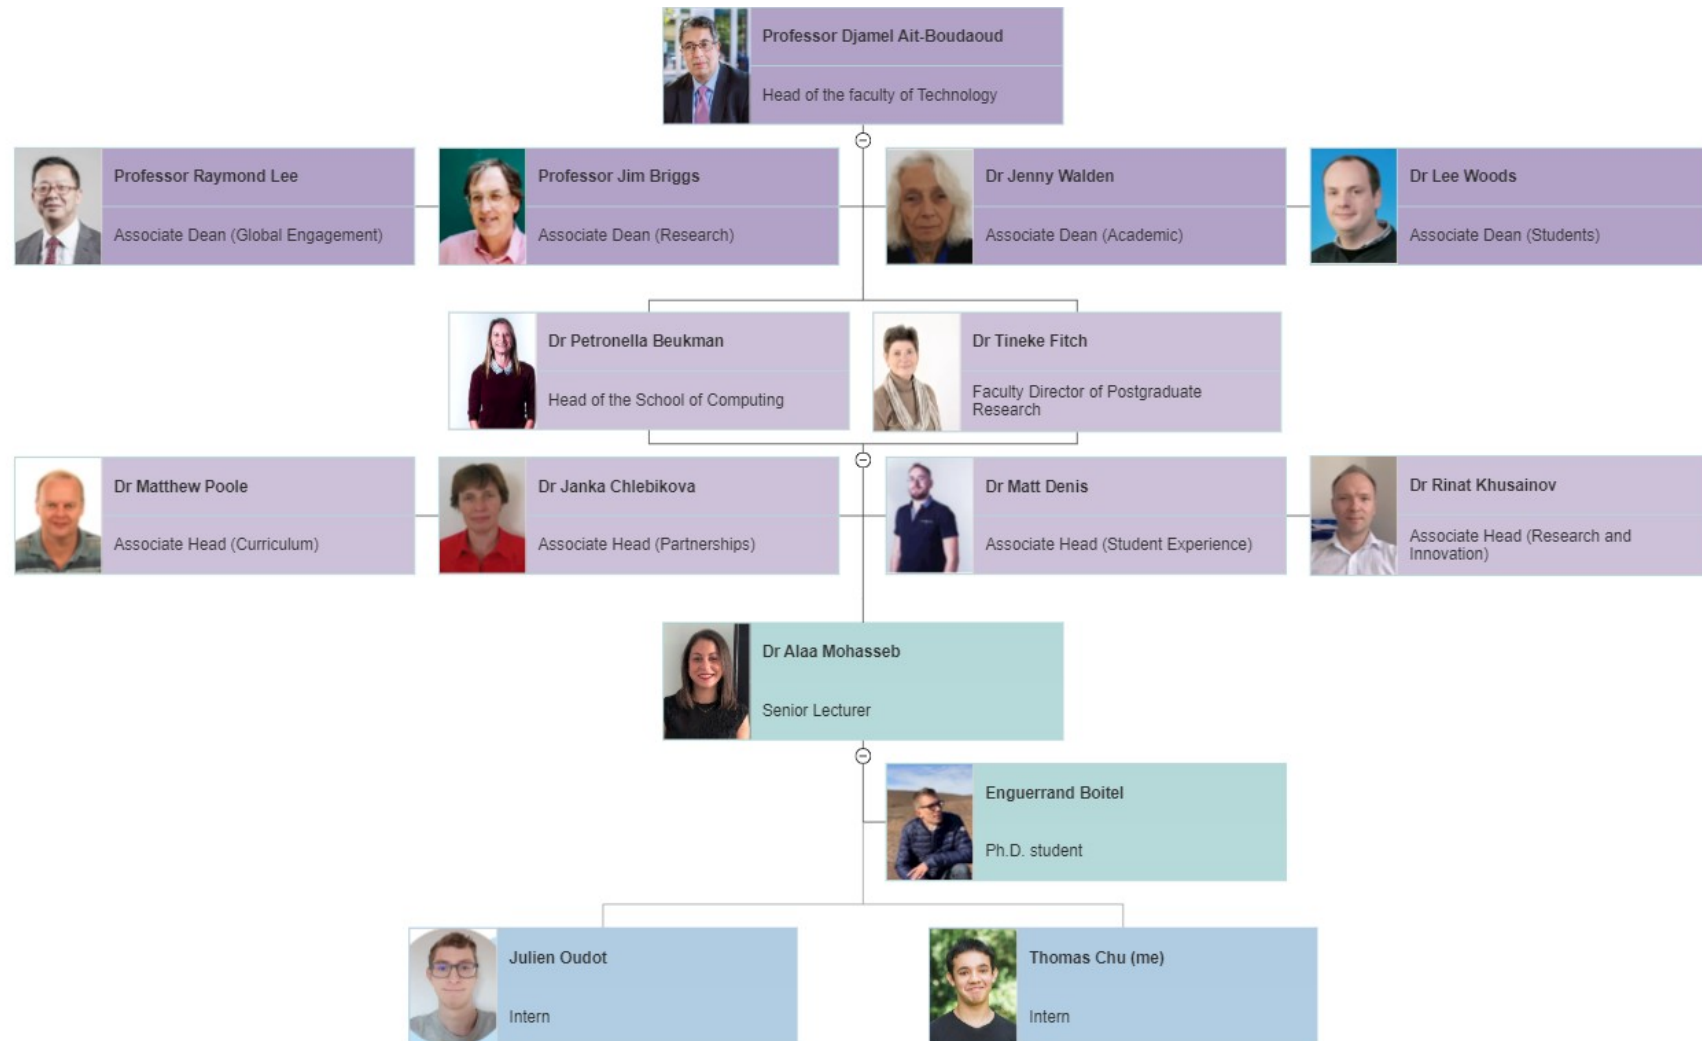 Professor Djamel Ait-Boudaoud
Head of the faculty of Technology
Professor Raymond Lee
Associate Dean (Global Engagement)
Professor Jim Briggs
Associate Dean (Research)
Dr Jenny Walden
Associate Dean (Academic)
Dr Lee Woods
Associate Dean (Students)
Dr Petronella Beukman
Head of the School of Computing
Dr Tineke Fitch
Faculty Director of Postgraduate
Research
Dr Matthew Poole
Associate Head (Curriculum)
Dr Janka Chlebikova
Associate Head (Partnerships)
Dr Matt Denis
Associate Head (Student Experience)
Dr Rinat Khusainov
Associate Head (Research and
Innovation)
Dr Alaa Mohasseb
Senior Lecturer
Enguerrand Boitel
Ph.D. student
Julien Oudot
Intern
Thomas Chu (me)
Intern